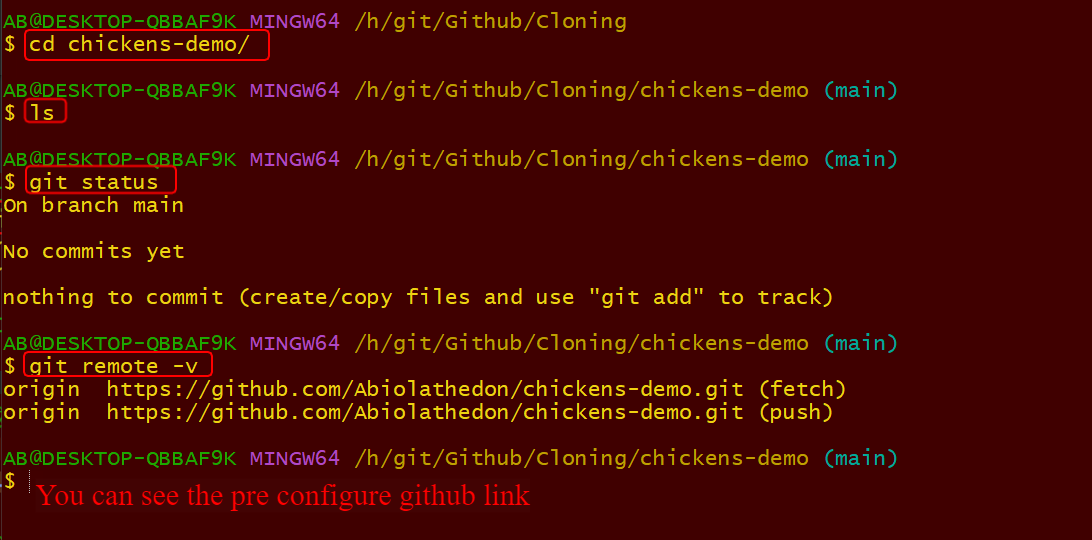 AB@DESKTOP-QBBAF9K MINGW64 /h/git/Github/Cloning
$ cd chickens-demo/
AB@DESKTOP-QBBAF9K MINGW64 /h/git/Github/Cloning/chickens-demo (main)
$ ls
AB@DESKTOP-QBBAF9K MINGW64 /h/git/Github/Cloning/chickens-demo (main)
$ git status
On branch main
No commits yet
nothing to commit (create/copy files and use "git add" to track)
AB@DESKTOP-QBBAF9K MINGW64 /h/git/Github/Cloning/chickens-demo (main)
$ git remote -v
origin  https://github.com/Abiolathedon/chickens-demo.git (fetch)
origin  https://github.com/Abiolathedon/chickens-demo.git (push)
AB@DESKTOP-QBBAF9K MINGW64 /h/git/Github/Cloning/chickens-demo (main)
$
You can see the pre configure github link